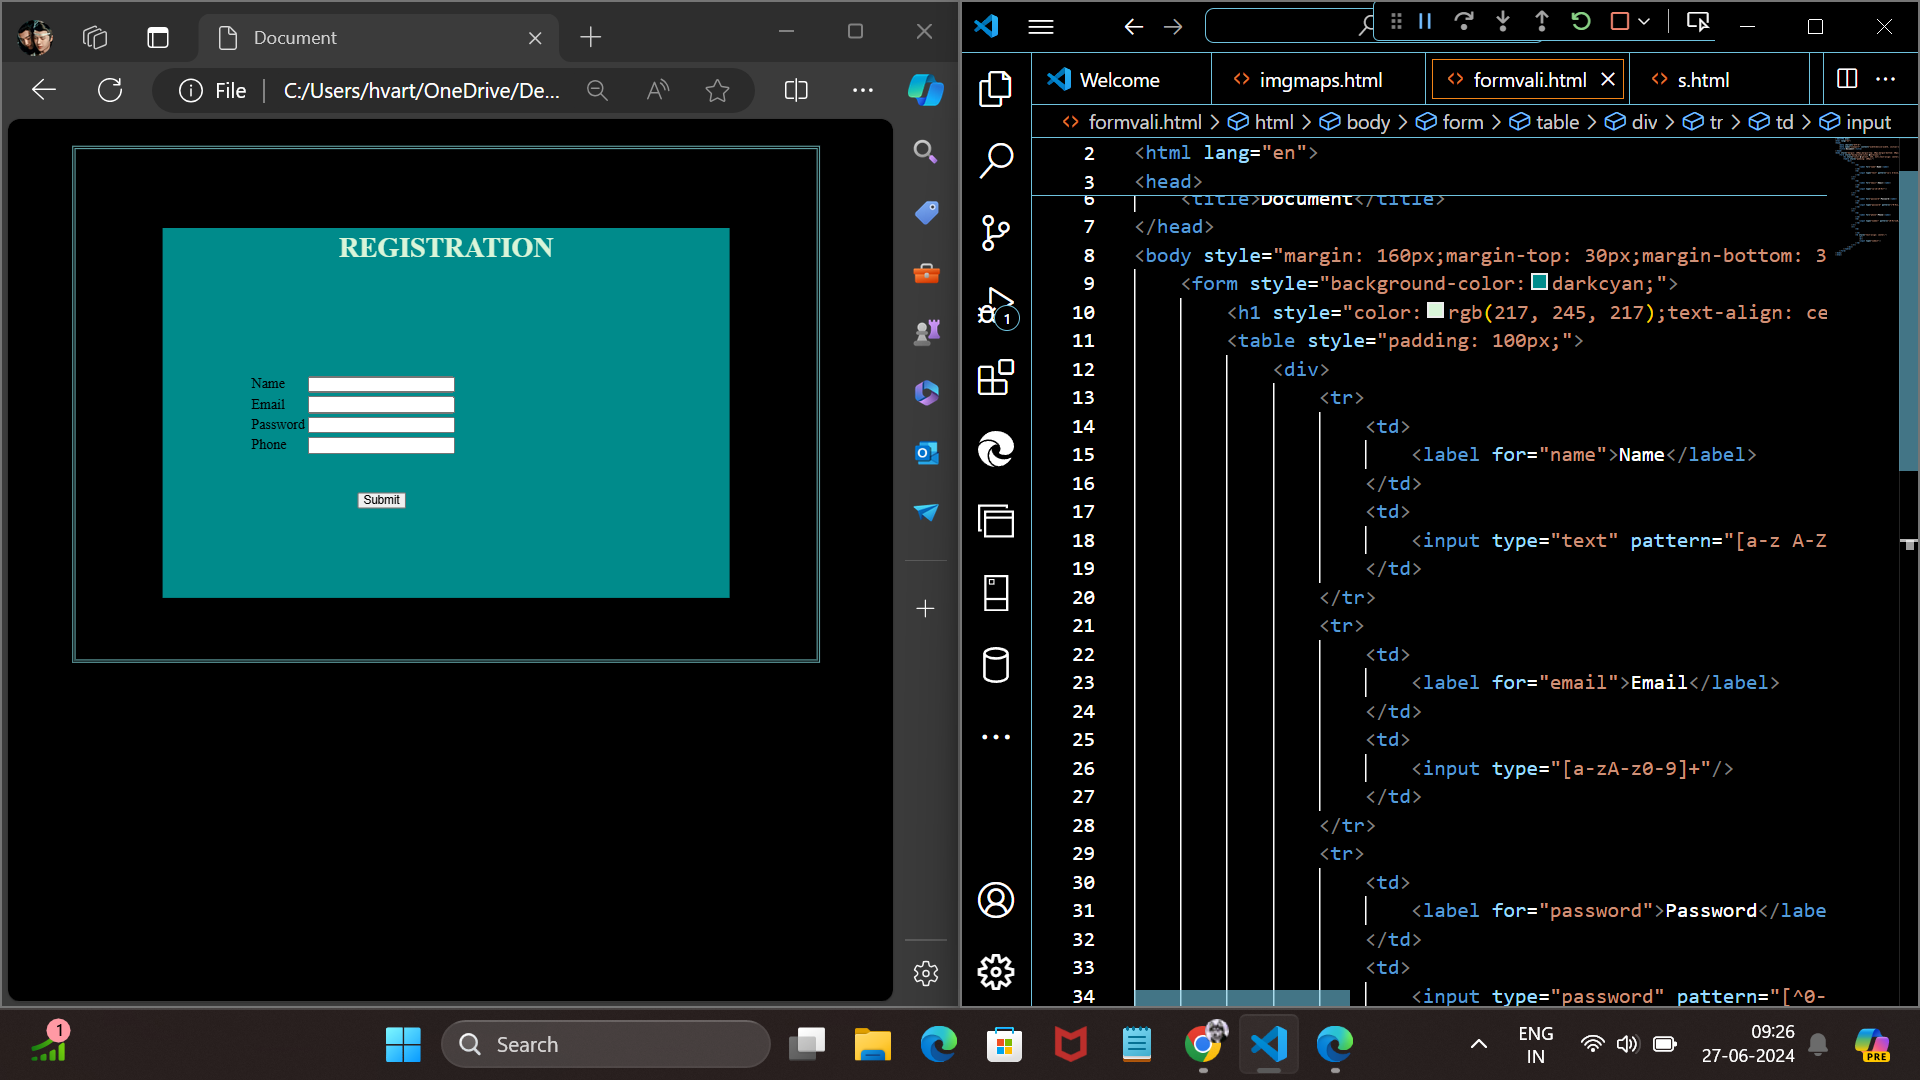 Document
File
C:/Users/hvart/OneDrive/De...
REGISTRATION
Name
Email
Password
Phone
Submit
Welcome
imgmaps.html
formvali.html
s.html
formvali.html > html > body > form > table > div > tr > td > input
2 <html lang="en">
3 <head>
6 <title>Document</title>
7 </head>
8 <body style="margin: 160px;margin-top: 30px;margin-bottom: 3
9 <form style="background-color: darkcyan;">
10 <h1 style="color: rgb(217, 245, 217);text-align: ce
11 <table style="padding: 100px;">
12 <div>
13 <tr>
14 <td>
15 <label for="name">Name</label>
16 </td>
17 <td>
18 <input type="text" pattern="[a-z A-Z
19 </td>
20 </tr>
21 <tr>
22 <td>
23 <label for="email">Email</label>
24 </td>
25 <td>
26 <input type="[a-zA-z0-9]+"/>
27 </td>
28 </tr>
29 <tr>
30 <td>
31 <label for="password">Password</labe
32 </td>
33 <td>
34 <input type="password" pattern="[^0-
1
1
Search
ENG
IN
09:26
27-06-2024
PRE